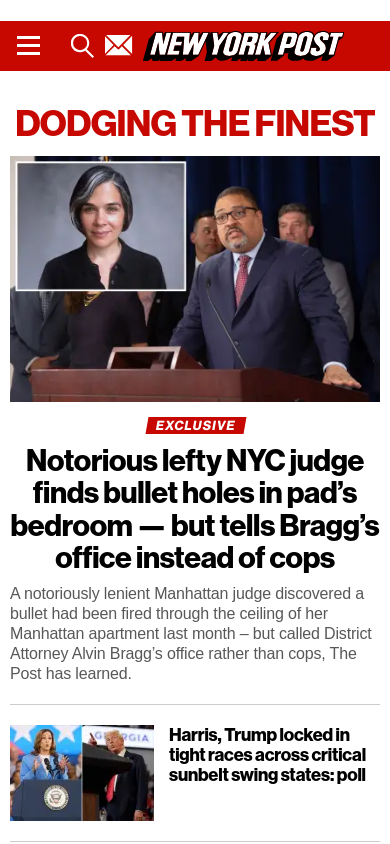 NEW YORK POST
DODGING THE FINEST
EXCLUSIVE
Notorious lefty NYC judge
finds bullet holes in pad’s
bedroom — but tells Bragg’s
office instead of cops
A notoriously lenient Manhattan judge discovered a
bullet had been fired through the ceiling of her
Manhattan apartment last month – but called District
Attorney Alvin Bragg’s office rather than cops, The
Post has learned.
GEORGIA
Harris, Trump locked in
tight races across critical
sunbelt swing states: poll